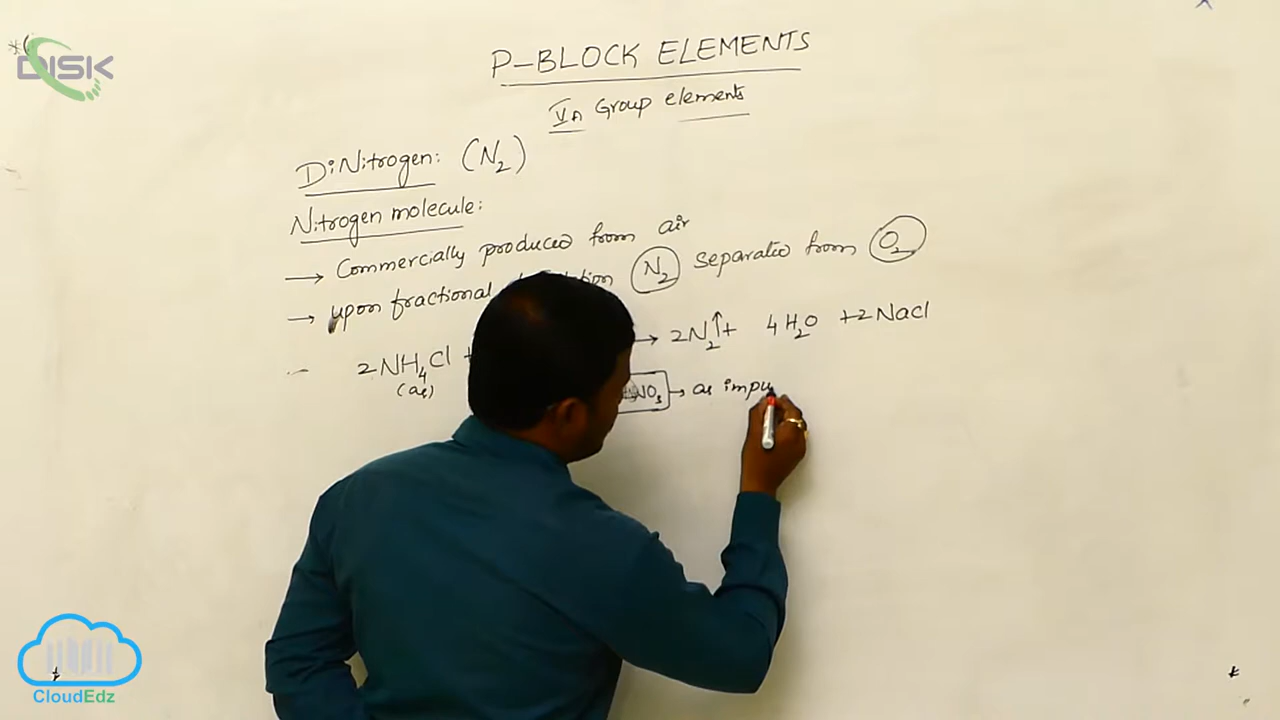 DISK
P-BLOCK ELEMENTS
VA Group elements
DiNitrogen: (N2)
Nitrogen molecule:
→ Commercially produced from air
→ upon fractional N2 separated from O2
2NH4Cl + → 2N2↑ + 4H2O +2NaCl
(aq)
NO3 → as impu
CloudEdz